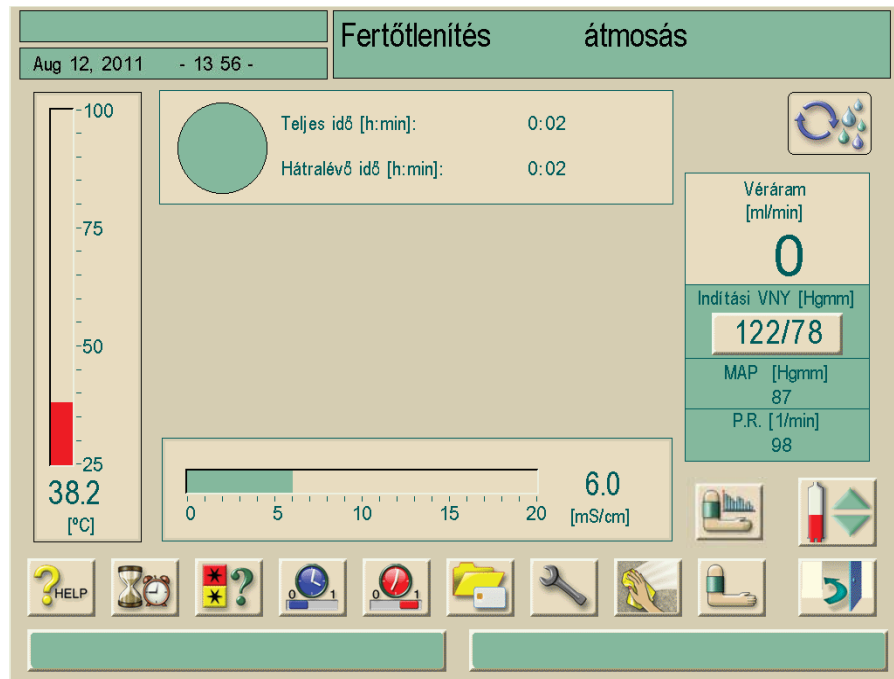 Fertőtlenítés átmosás
Aug 12, 2011 - 13 56 -
100
75
50
25
38.2
[ºC]
Teljes idő [h:min]: 0:02
Hátralévő idő [h:min]: 0:02
Véráram
[ml/min]
0
Indítási VNY [Hgmm]
122/78
MAP [Hgmm]
87
P.R. [1/min]
98
0 5 10 15 20
6.0
[mS/cm]
? HELP
?
0 1
0 1